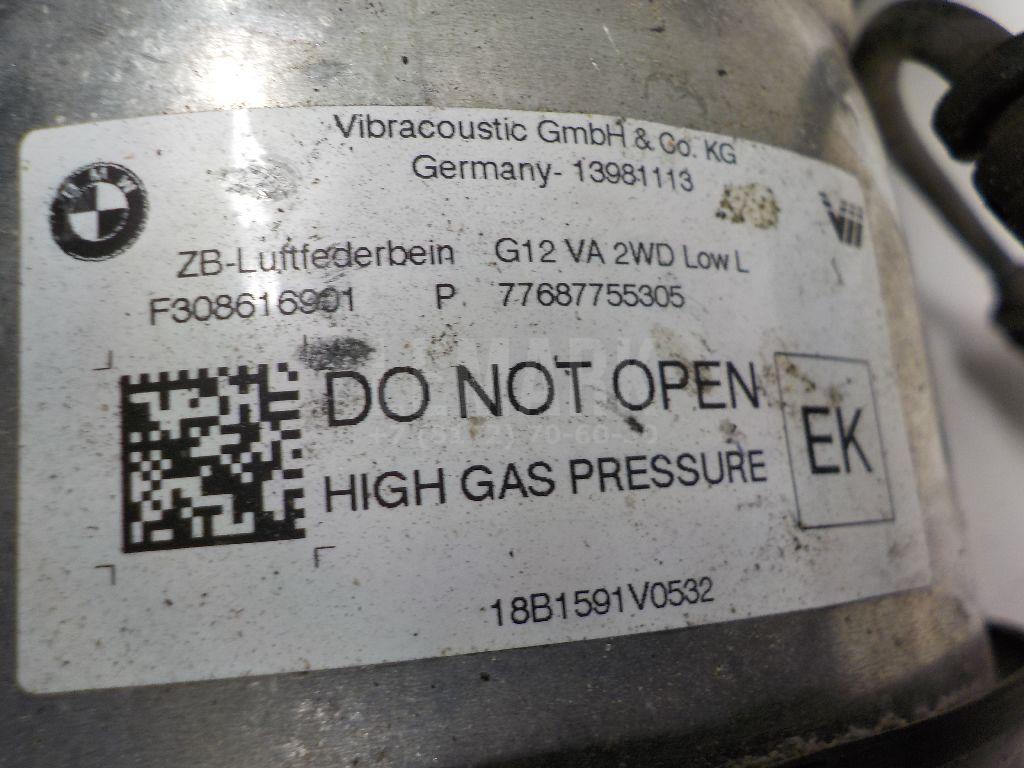 Vibracoustic GmbH & Co. KG
Germany- 13981113
BMW
ZB-Luftfederbein G12 VA 2WD Low L
F308616901 P 77687755305
DO NOT OPEN
EK
HIGH GAS PRESSURE
18B1591V0532